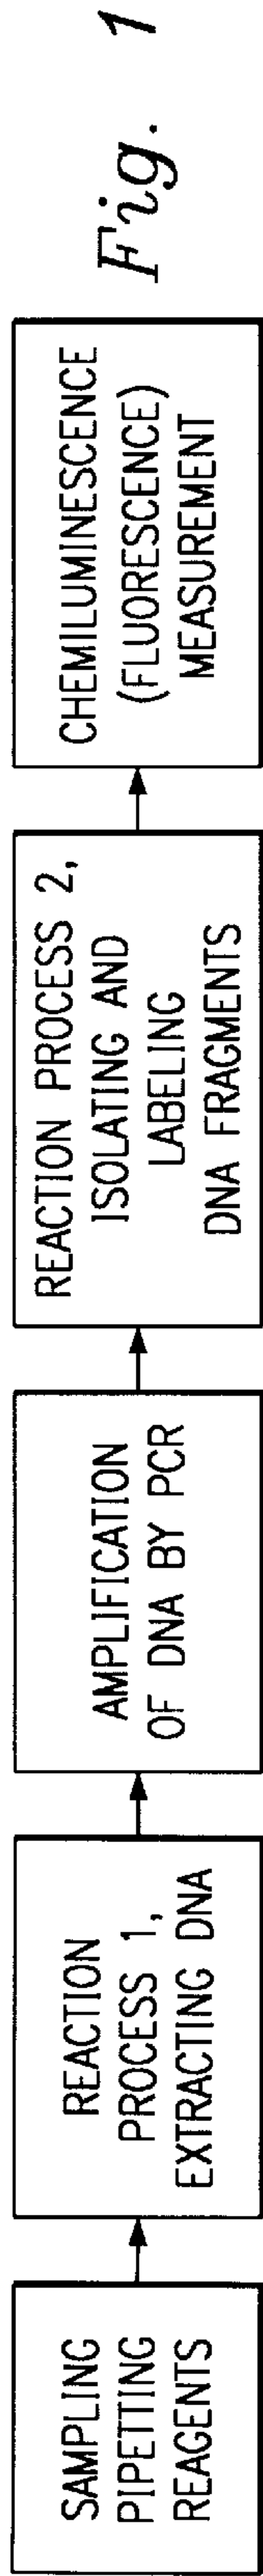 SAMPLING
PIPETTING
REAGENTS
REACTION
PROCESS 1,
EXTRACTING DNA
AMPLIFICATION
OF DNA BY PCR
REACTION PROCESS 2,
ISOLATING AND
LABELING
DNA FRAGMENTS
CHEMILUMINESCENCE
(FLUORESCENCE)
MEASUREMENT
Fig. 1